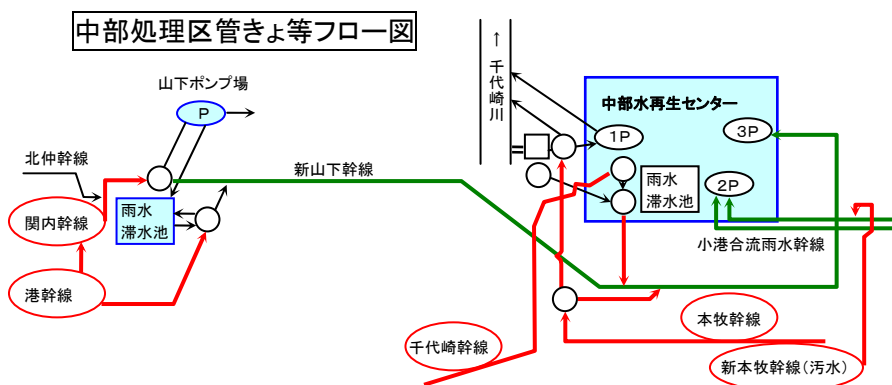 中部処理区管きょ等フロー図
山下ポンプ場
P
北仲幹線
関内幹線
港幹線
雨水
滞水池
新山下幹線
↑千代崎川
中部水再生センター
1P
3P
2P
雨水
滞水池
小港合流雨水幹線
千代崎幹線
本牧幹線
新本牧幹線(汚水)